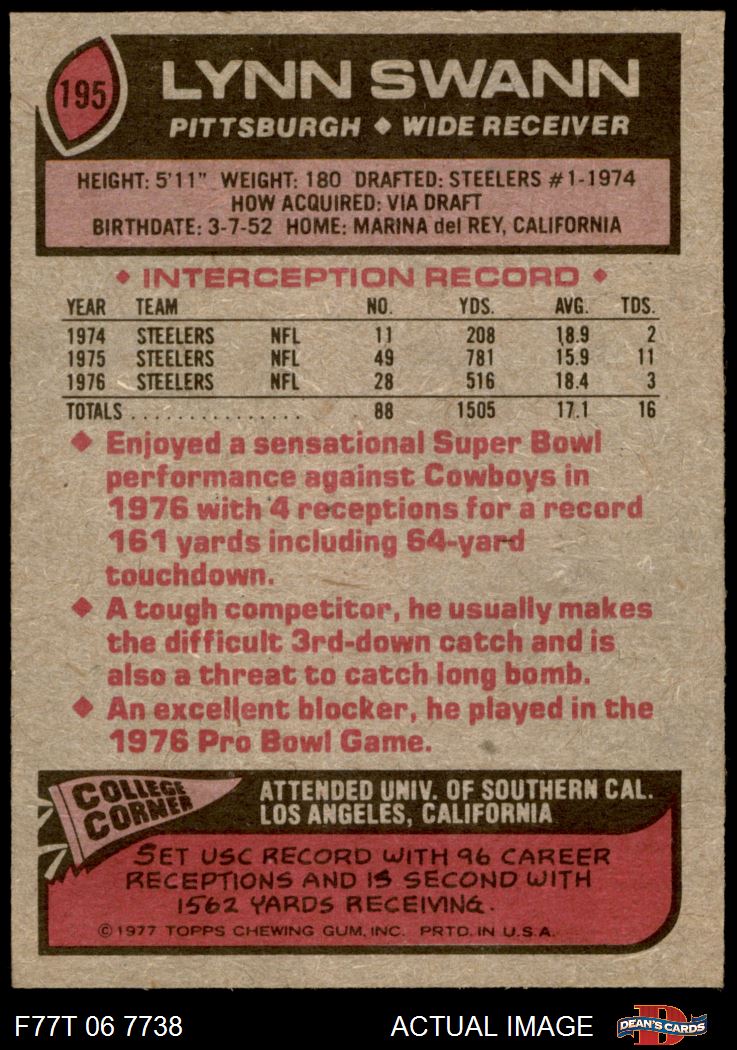 195
LYNN SWANN
PITTSBURGH ◆ WIDE RECEIVER
HEIGHT: 5'11" WEIGHT: 180 DRAFTED: STEELERS #1-1974
HOW ACQUIRED: VIA DRAFT
BIRTHDATE: 3-7-52 HOME: MARINA del REY, CALIFORNIA
◆ INTERCEPTION RECORD ◆
YEAR TEAM NO. YDS. AVG. TDS.
1974 STEELERS NFL 11 208 18.9 2
1975 STEELERS NFL 49 781 15.9 11
1976 STEELERS NFL 28 516 18.4 3
TOTALS . . . . . . . . . . . . . . . 88 1505 17.1 16
◆ Enjoyed a sensational Super Bowl
performance against Cowboys in
1976 with 4 receptions for a record
161 yards including 64-yard
touchdown.
◆ A tough competitor, he usually makes
the difficult 3rd-down catch and is
also a threat to catch long bomb.
◆ An excellent blocker, he played in the
1976 Pro Bowl Game.
COLLEGE
CORNER
ATTENDED UNIV. OF SOUTHERN CAL.
LOS ANGELES, CALIFORNIA
SET USC RECORD WITH 96 CAREER
RECEPTIONS AND IS SECOND WITH
1562 YARDS RECEIVING.
©1977 TOPPS CHEWING GUM, INC. PRTD. IN U.S.A.
F77T 06 7738 ACTUAL IMAGE
D
DEAN'S CARDS